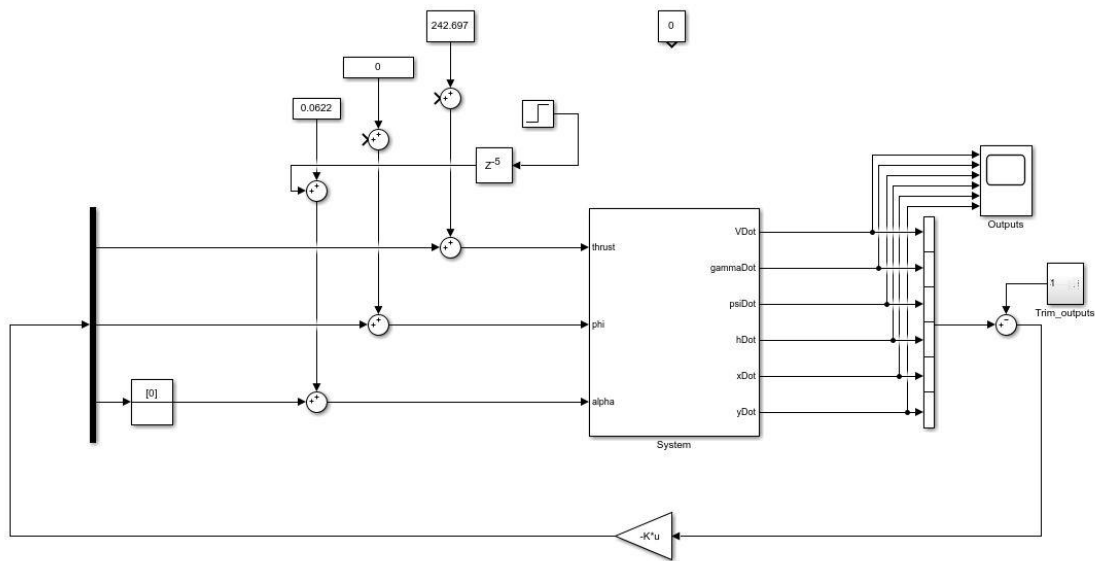 242.697
0
0
0.0622
Z-5
thrust
phi
alpha
VDot
gammaDot
psiDot
hDot
xDot
yDot
System
Outputs
1
Trim_outputs
[0]
-K*u